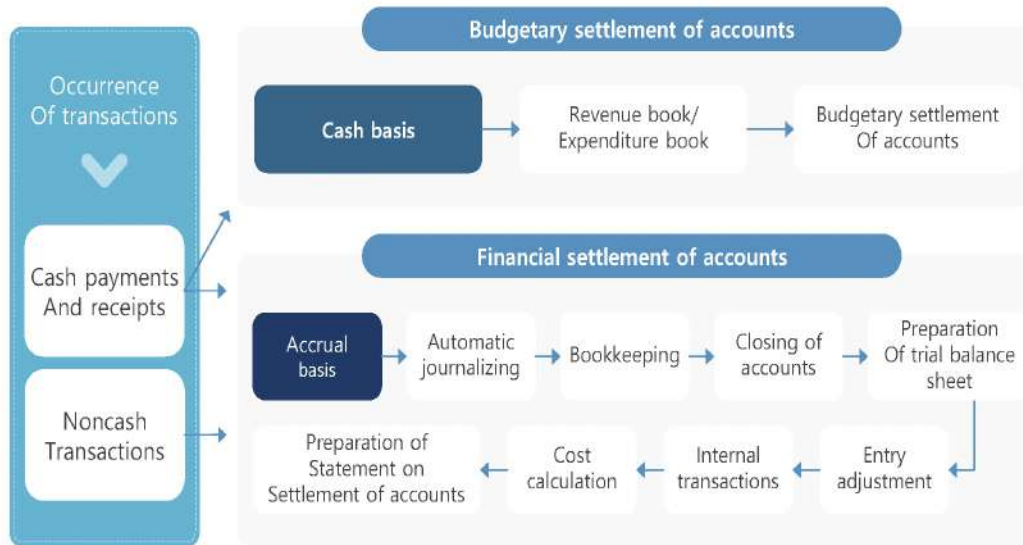 Occurrence
Of transactions
Cash payments
And receipts
Noncash
Transactions
Budgetary settlement of accounts
Cash basis
Revenue book/
Expenditure book
Budgetary settlement
Of accounts
Financial settlement of accounts
Accrual
basis
Automatic
journalizing
Bookkeeping
Closing of
accounts
Preparation
Of trial balance
sheet
Entry
adjustment
Internal
transactions
Cost
calculation
Preparation of
Statement on
Settlement of accounts